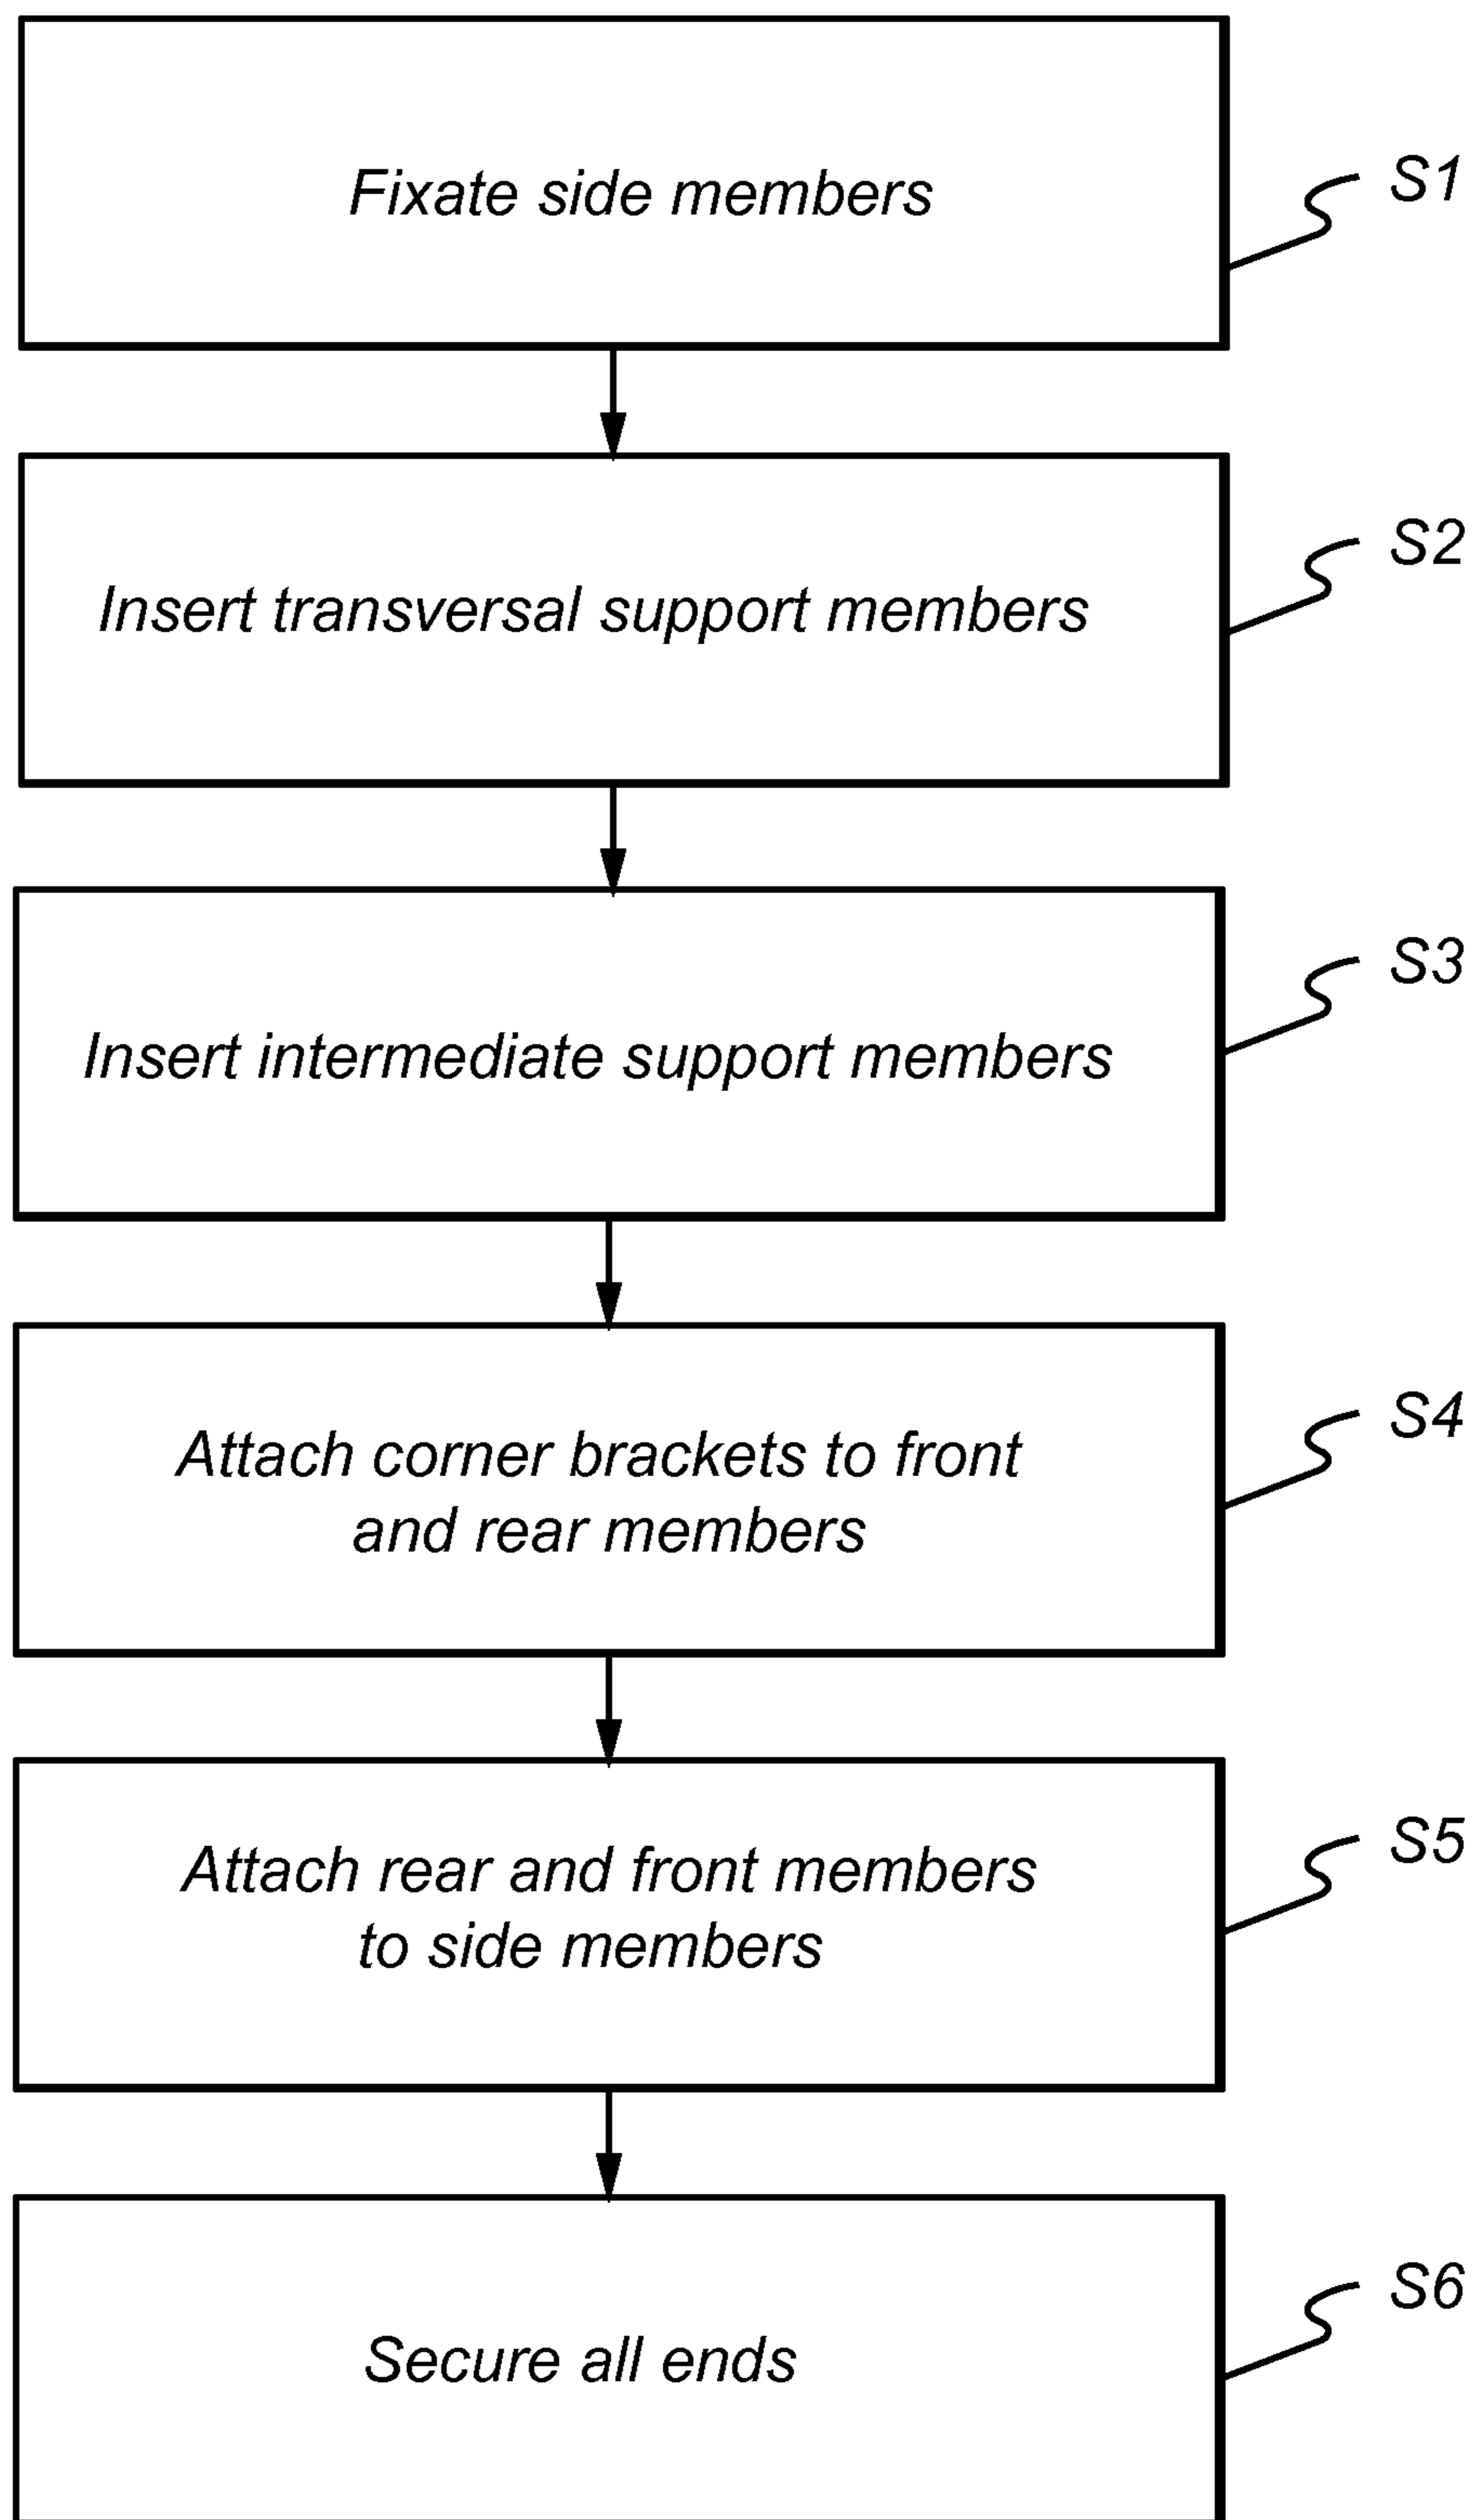 Fixate side members
S1
Insert transversal support members
S2
Insert intermediate support members
S3
Attach corner brackets to front
and rear members
S4
Attach rear and front members
to side members
S5
Secure all ends
S6